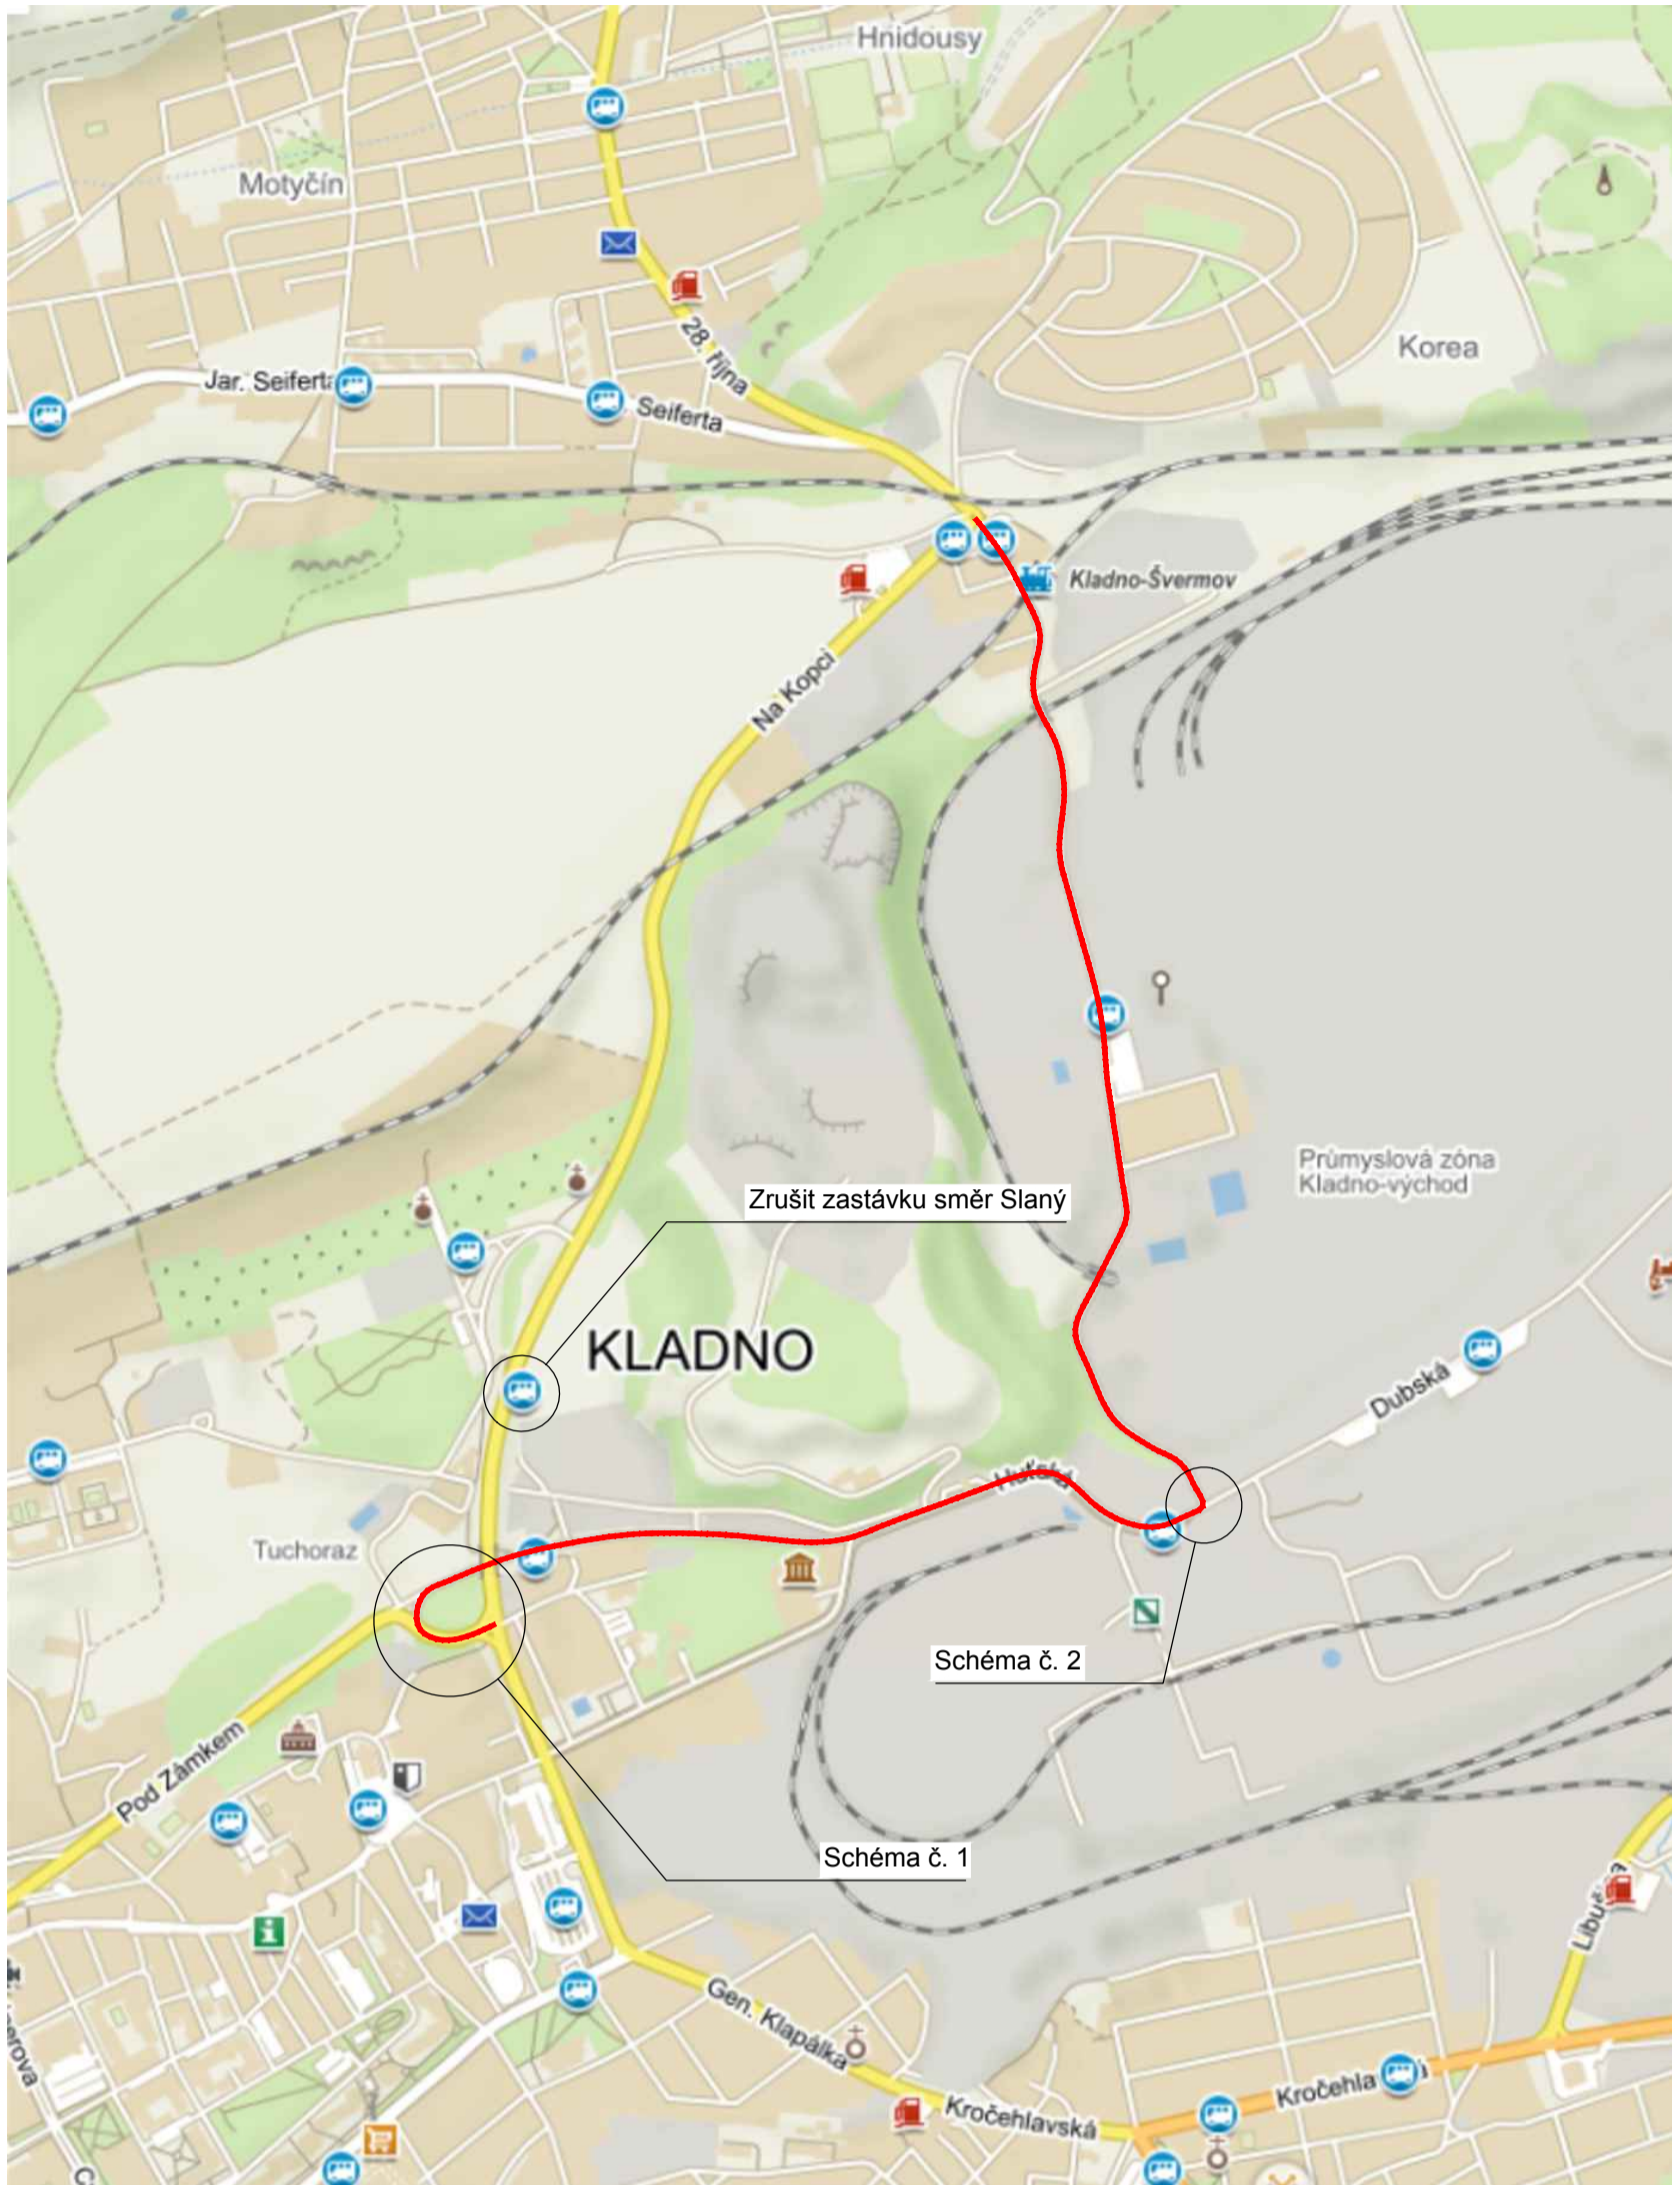 Hnidousy
Motyčín
28. října
Korea
Jar. Seiferta
Seiferta
Kladno-Švermov
Na Kopci
Průmyslová zóna
Kladno-východ
Zrušit zastávku směr Slaný
KLADNO
Dubská
Huťská
Tuchoraz
Schéma č. 2
Pod Zámkem
Schéma č. 1
Gen. Klapálka
Kročehlavská
Kročehla